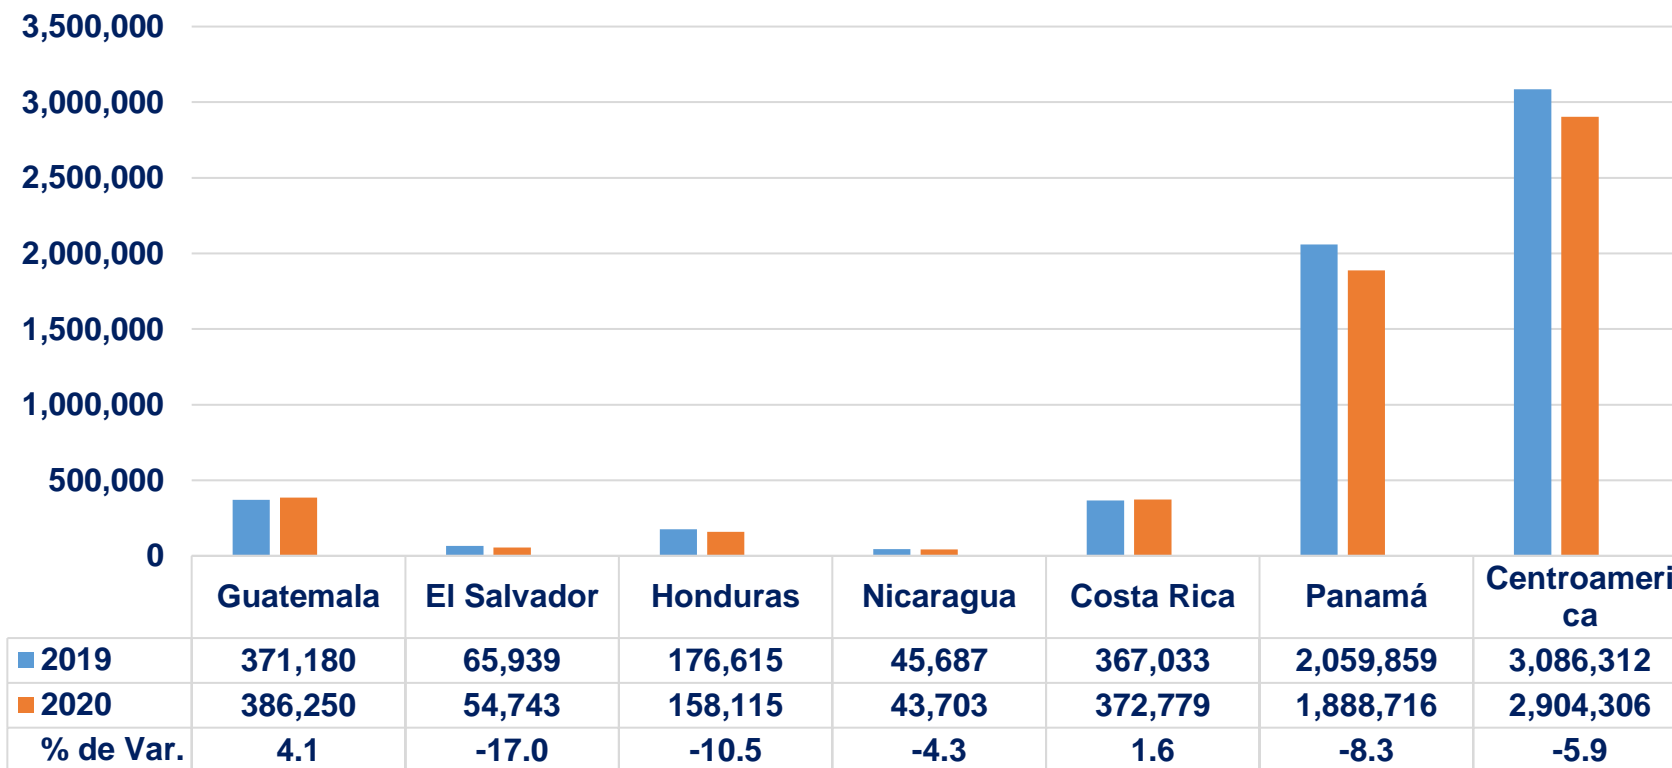 3,500,000
3,000,000
2,500,000
2,000,000
1,500,000
1,000,000
500,000
0
Guatemala El Salvador Honduras Nicaragua Costa Rica Panamá Centroameri
ca
2019 371,180 65,939 176,615 45,687 367,033 2,059,859 3,086,312
2020 386,250 54,743 158,115 43,703 372,779 1,888,716 2,904,306
% de Var. 4.1 -17.0 -10.5 -4.3 1.6 -8.3 -5.9